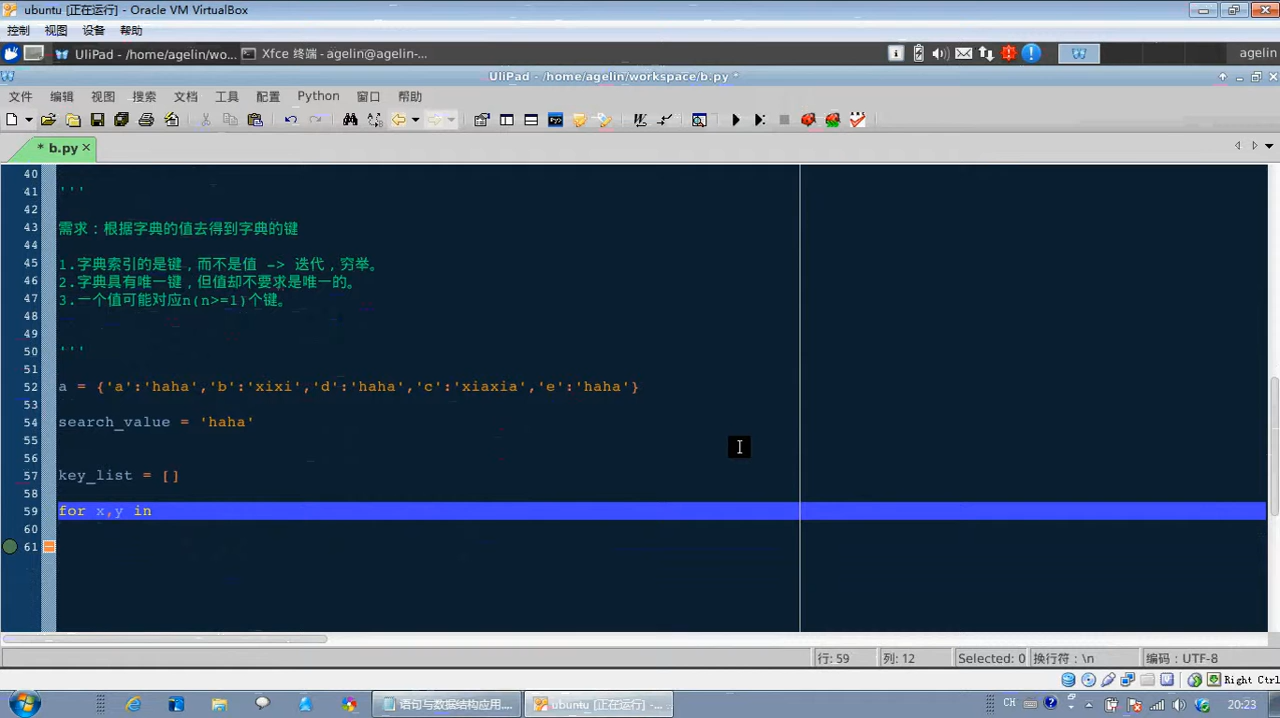 ubuntu [正在运行] - Oracle VM VirtualBox
控制 视图 设备 帮助
UliPad - /home/agelin/wo... Xfce 终端 - agelin@agelin-... agelin
UliPad - /home/agelin/workspace/b.py *
文件 编辑 视图 搜索 文档 工具 配置 Python 窗口 帮助
* b.py
40
41 '''
42
43 需求：根据字典的值去得到字典的键
44
45 1.字典索引的是键，而不是值 -> 迭代，穷举。
46 2.字典具有唯一键，但值却不要求是唯一的。
47 3.一个值可能对应n(n>=1)个键。
48
49
50 '''
51
52 a = {'a':'haha','b':'xixi','d':'haha','c':'xiaxia','e':'haha'}
53
54 search_value = 'haha'
55
56
57 key_list = []
58
59 for x,y in
60
61
行: 59 列: 12 Selected: 0 换行符：\n 编码：UTF-8
Right Ctrl
语句与数据结构应用... ubuntu [正在运行] -... CH 20:23